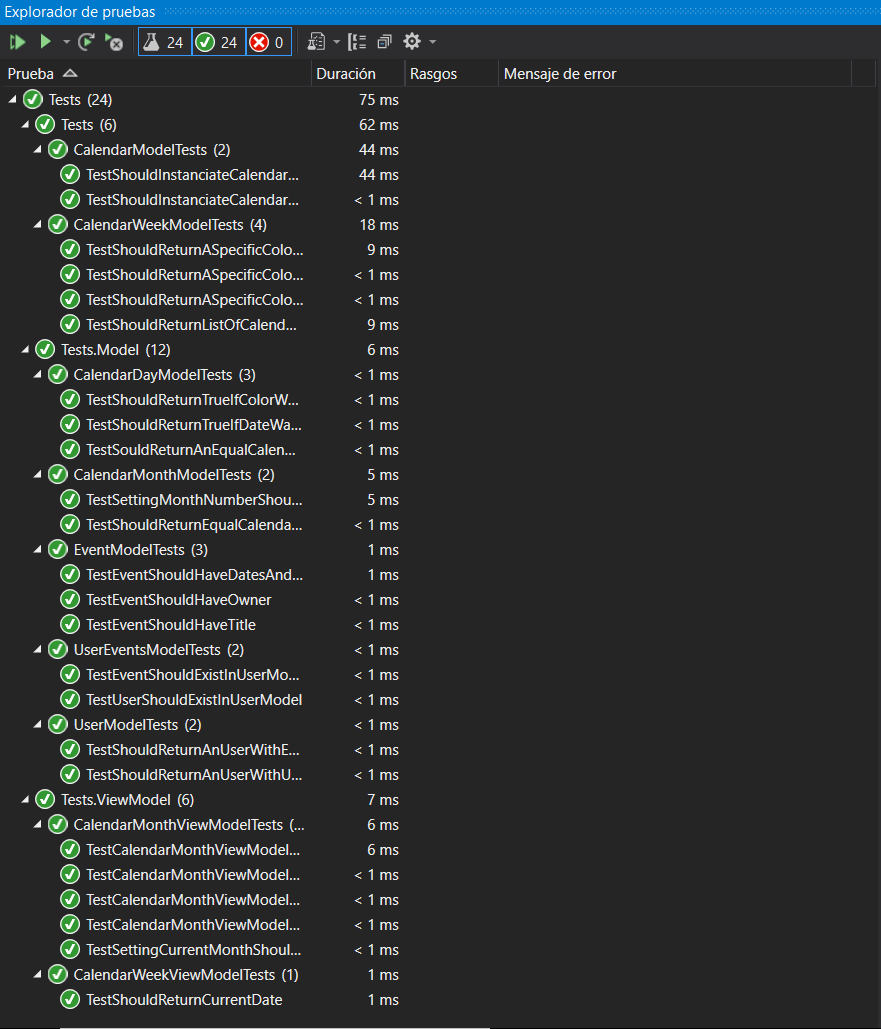 Explorador de pruebas
24 24 0
Prueba Duración Rasgos Mensaje de error
Tests (24) 75 ms
Tests (6) 62 ms
CalendarModelTests (2) 44 ms
TestShouldInstanciateCalendar... 44 ms
TestShouldInstanciateCalendar... < 1 ms
CalendarWeekModelTests (4) 18 ms
TestShouldReturnASpecificColo... 9 ms
TestShouldReturnASpecificColo... < 1 ms
TestShouldReturnASpecificColo... < 1 ms
TestShouldReturnListOfCalend... 9 ms
Tests.Model (12) 6 ms
CalendarDayModelTests (3) < 1 ms
TestShouldReturnTrueIfColorW... < 1 ms
TestShouldReturnTrueIfDateWa... < 1 ms
TestSouldReturnAnEqualCalen... < 1 ms
CalendarMonthModelTests (2) 5 ms
TestSettingMonthNumberShou... 5 ms
TestShouldReturnEqualCalenda... < 1 ms
EventModelTests (3) 1 ms
TestEventShouldHaveDatesAnd... 1 ms
TestEventShouldHaveOwner < 1 ms
TestEventShouldHaveTitle < 1 ms
UserEventsModelTests (2) < 1 ms
TestEventShouldExistInUserMo... < 1 ms
TestUserShouldExistInUserModel < 1 ms
UserModelTests (2) < 1 ms
TestShouldReturnAnUserWithE... < 1 ms
TestShouldReturnAnUserWithU... < 1 ms
Tests.ViewModel (6) 7 ms
CalendarMonthViewModelTests (... 6 ms
TestCalendarMonthViewModel... 6 ms
TestCalendarMonthViewModel... < 1 ms
TestCalendarMonthViewModel... < 1 ms
TestCalendarMonthViewModel... < 1 ms
TestSettingCurrentMonthShoul... < 1 ms
CalendarWeekViewModelTests (1) 1 ms
TestShouldReturnCurrentDate 1 ms